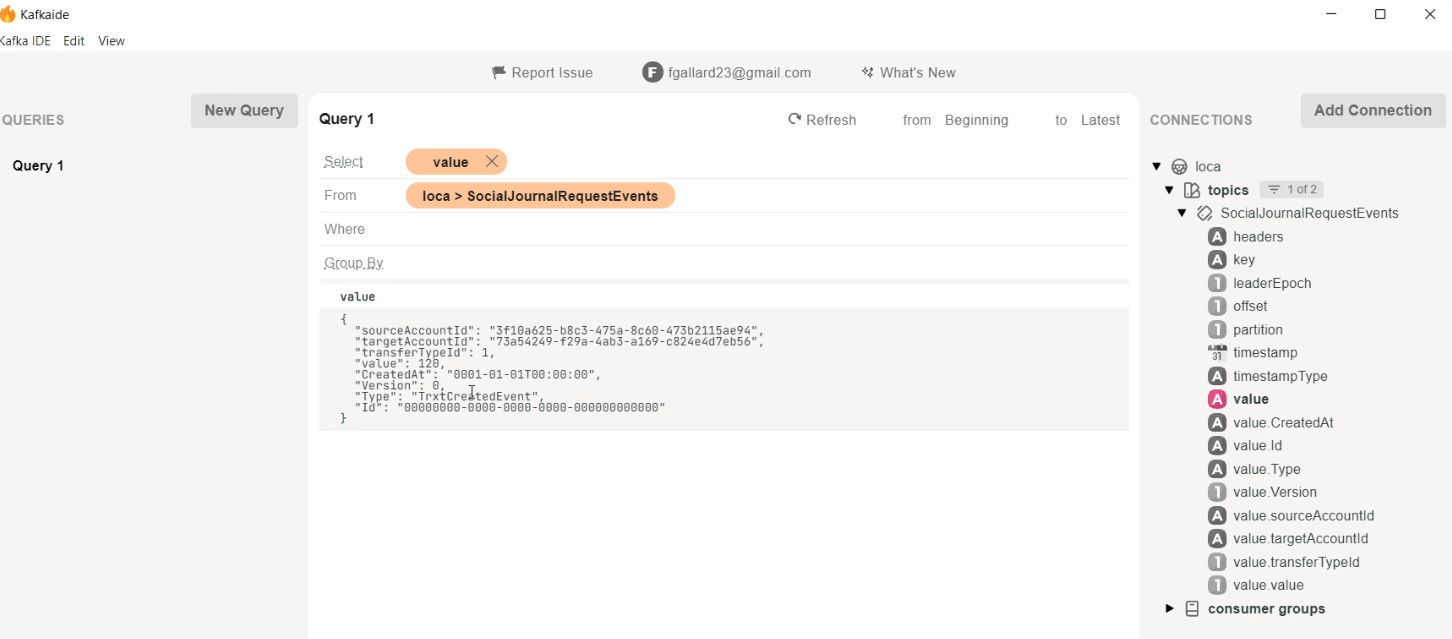 Kafkaide
Kafka IDE Edit View
Report Issue F fgallard23@gmail.com What's New
QUERIES New Query
Query 1
Query 1 Refresh from Beginning to Latest
Select value
From loca > SocialJournalRequestEvents
Where
Group By
value
{
"sourceAccountId": "3f10a625-b8c3-475a-8c60-473b2115ae94",
"targetAccountId": "73a54249-f29a-4ab3-a169-c824e4d7eb56",
"transferTypeId": 1,
"value": 120,
"CreatedAt": "0001-01-01T00:00:00",
"Version": 0,
"Type": "TrxtCreatedEvent",
"Id": "00000000-0000-0000-0000-000000000000"
}
CONNECTIONS Add Connection
loca
topics 1 of 2
SocialJournalRequestEvents
A headers
A key
1 leaderEpoch
1 offset
1 partition
31 timestamp
A timestampType
A value
A value.CreatedAt
A value.Id
A value.Type
1 value.Version
A value.sourceAccountId
A value.targetAccountId
1 value.transferTypeId
1 value.value
consumer groups